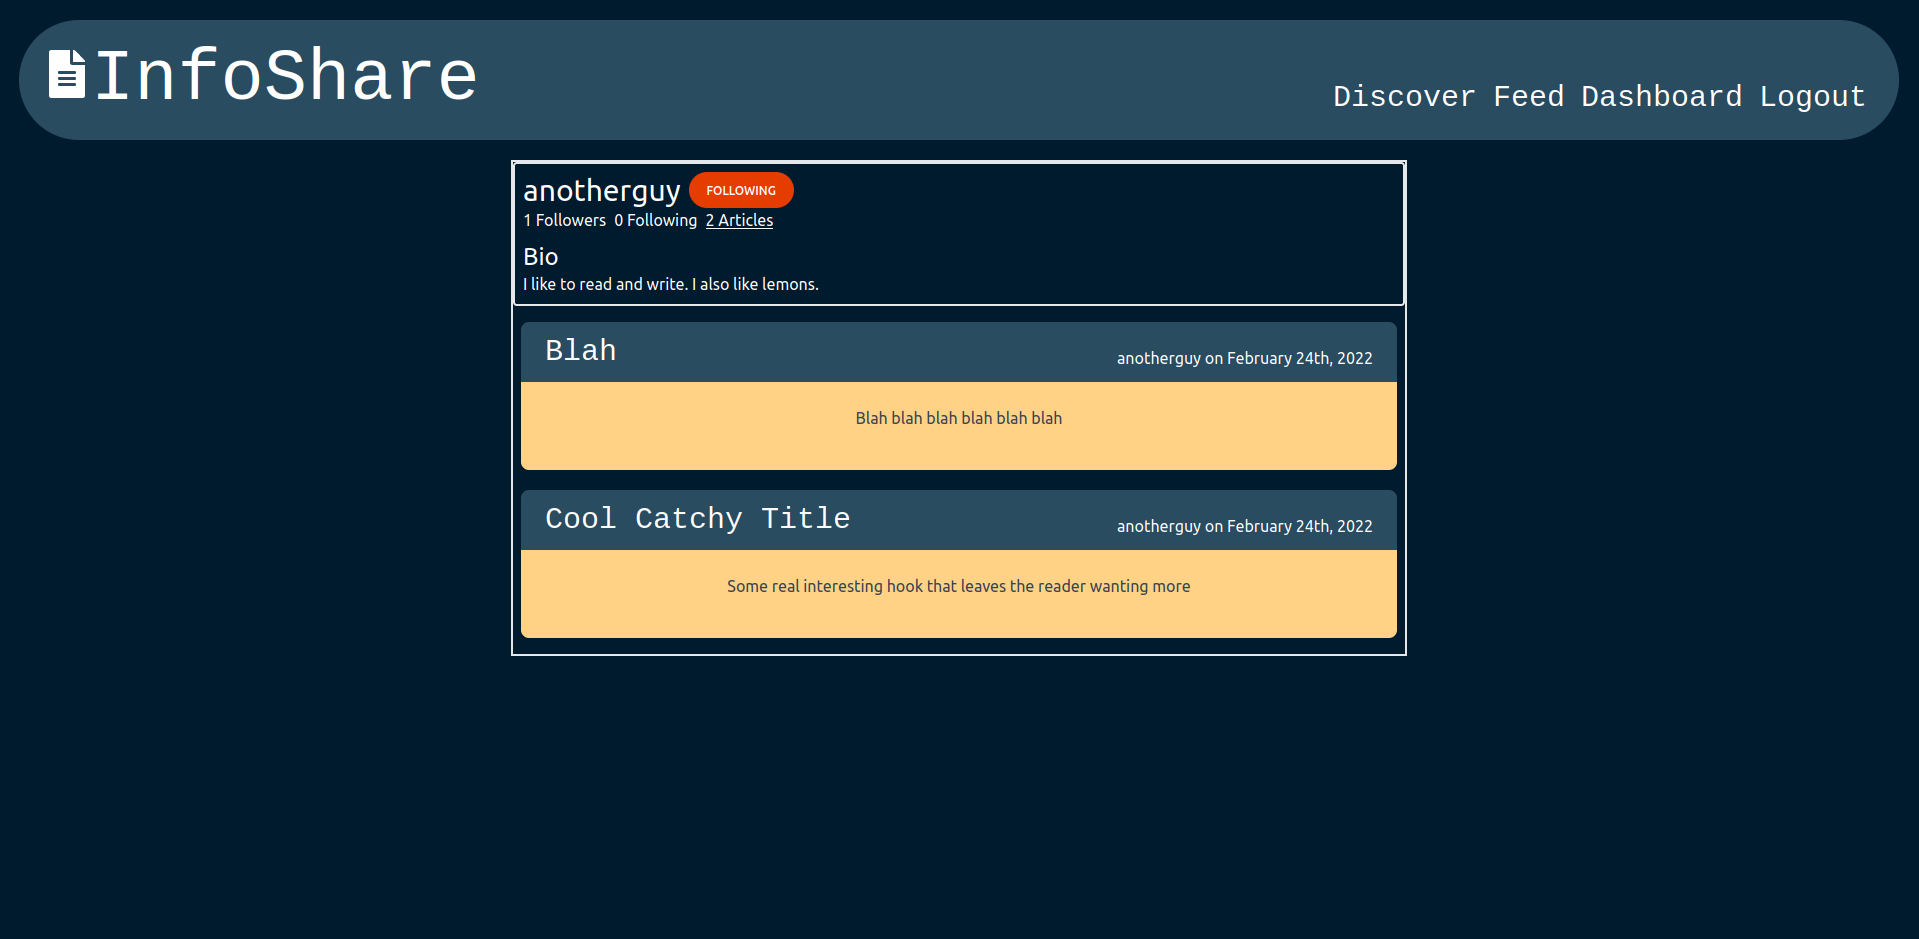 InfoShare
Discover Feed Dashboard Logout
anotherguy FOLLOWING
1 Followers 0 Following 2 Articles
Bio
I like to read and write. I also like lemons.
Blah
anotherguy on February 24th, 2022
Blah blah blah blah blah blah
Cool Catchy Title
anotherguy on February 24th, 2022
Some real interesting hook that leaves the reader wanting more